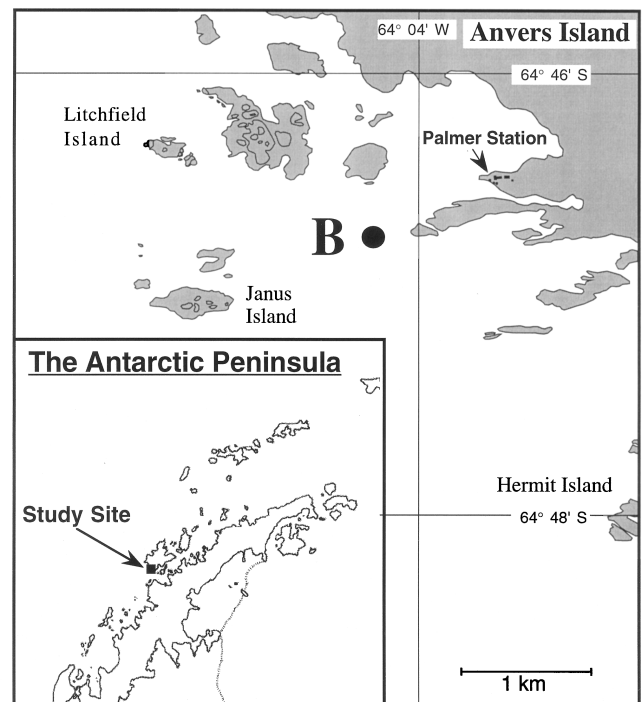 64° 04' W
Anvers Island
64° 46' S
Litchfield
Island
Palmer Station
B
Janus
Island
The Antarctic Peninsula
Study Site
Hermit Island
64° 48' S
1 km